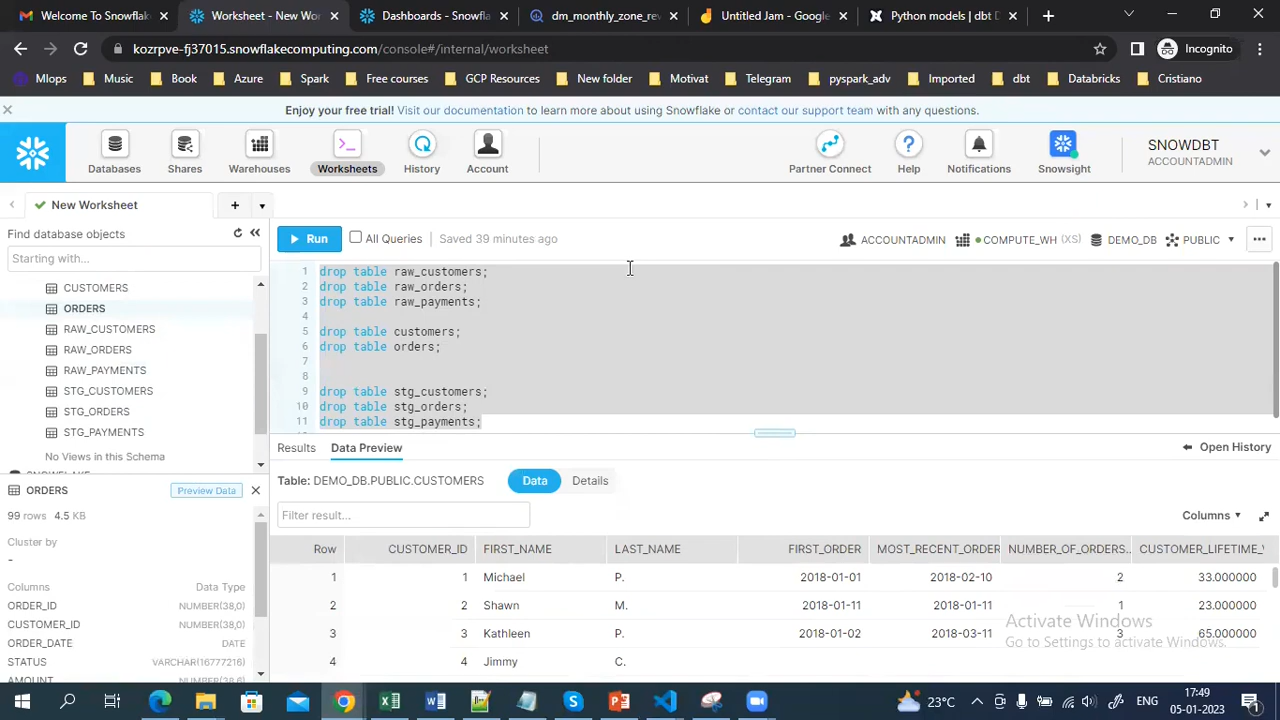 Welcome To Snowflake
Worksheet - New Wor
Dashboards - Snowfla
dm_monthly_zone_rev
Untitled Jam - Google
Python models | dbt D
kozrpve-fj37015.snowflakecomputing.com/console#/internal/worksheet
Incognito
Mlops
Music
Book
Azure
Spark
Free courses
GCP Resources
New folder
Motivat
Telegram
pyspark_adv
Imported
dbt
Databricks
Cristiano
Enjoy your free trial! Visit our documentation to learn more about using Snowflake or contact our support team with any questions.
Databases
Shares
Warehouses
Worksheets
History
Account
Partner Connect
Help
Notifications
Snowsight
SNOWDBT
ACCOUNTADMIN
New Worksheet
Find database objects
Starting with...
Run
All Queries
Saved 39 minutes ago
ACCOUNTADMIN
COMPUTE_WH (XS)
DEMO_DB
PUBLIC
CUSTOMERS
ORDERS
RAW_CUSTOMERS
RAW_ORDERS
RAW_PAYMENTS
STG_CUSTOMERS
STG_ORDERS
STG_PAYMENTS
No Views in this Schema
1 drop table raw_customers;
2 drop table raw_orders;
3 drop table raw_payments;
4
5 drop table customers;
6 drop table orders;
7
8
9 drop table stg_customers;
10 drop table stg_orders;
11 drop table stg_payments;
ORDERS
Preview Data
99 rows 4.5 KB
Cluster by
-
Columns Data Type
ORDER_ID NUMBER(38,0)
CUSTOMER_ID NUMBER(38,0)
ORDER_DATE DATE
STATUS VARCHAR(16777216)
AMOUNT NUMBER(38,6)
Results
Data Preview
Open History
Table: DEMO_DB.PUBLIC.CUSTOMERS
Data
Details
Filter result...
Columns
Row CUSTOMER_ID FIRST_NAME LAST_NAME FIRST_ORDER MOST_RECENT_ORDER NUMBER_OF_ORDERS... CUSTOMER_LIFETIME_V
1 1 Michael P. 2018-01-01 2018-02-10 2 33.000000
2 2 Shawn M. 2018-01-11 2018-01-11 1 23.000000
3 3 Kathleen P. 2018-01-02 2018-03-11 3 65.000000
4 4 Jimmy C.
Activate Windows
Go to Settings to activate Windows.
23°C
ENG
17:49
05-01-2023
1